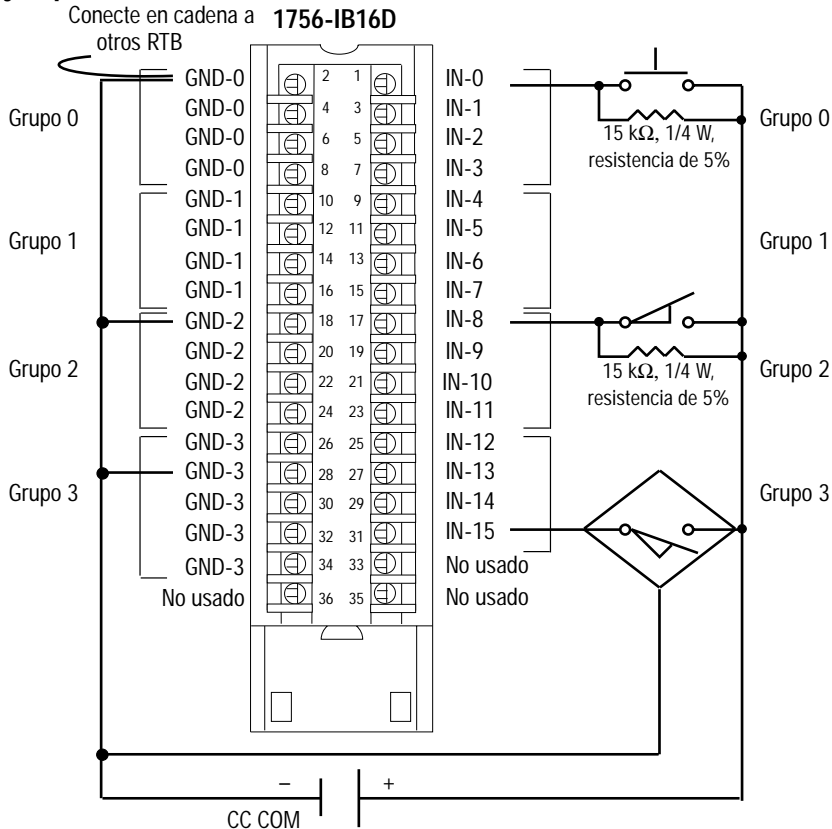 Conecte en cadena a
otros RTB
1756-IB16D
Grupo 0
Grupo 1
Grupo 2
Grupo 3
GND-0 2 1 IN-0
GND-0 4 3 IN-1
GND-0 6 5 IN-2
GND-0 8 7 IN-3
GND-1 10 9 IN-4
GND-1 12 11 IN-5
GND-1 14 13 IN-6
GND-1 16 15 IN-7
GND-2 18 17 IN-8
GND-2 20 19 IN-9
GND-2 22 21 IN-10
GND-2 24 23 IN-11
GND-3 26 25 IN-12
GND-3 28 27 IN-13
GND-3 30 29 IN-14
GND-3 32 31 IN-15
GND-3 34 33 No usado
No usado 36 35 No usado
15 kΩ, 1/4 W,
resistencia de 5%
15 kΩ, 1/4 W,
resistencia de 5%
Grupo 0
Grupo 1
Grupo 2
Grupo 3
– +
CC COM